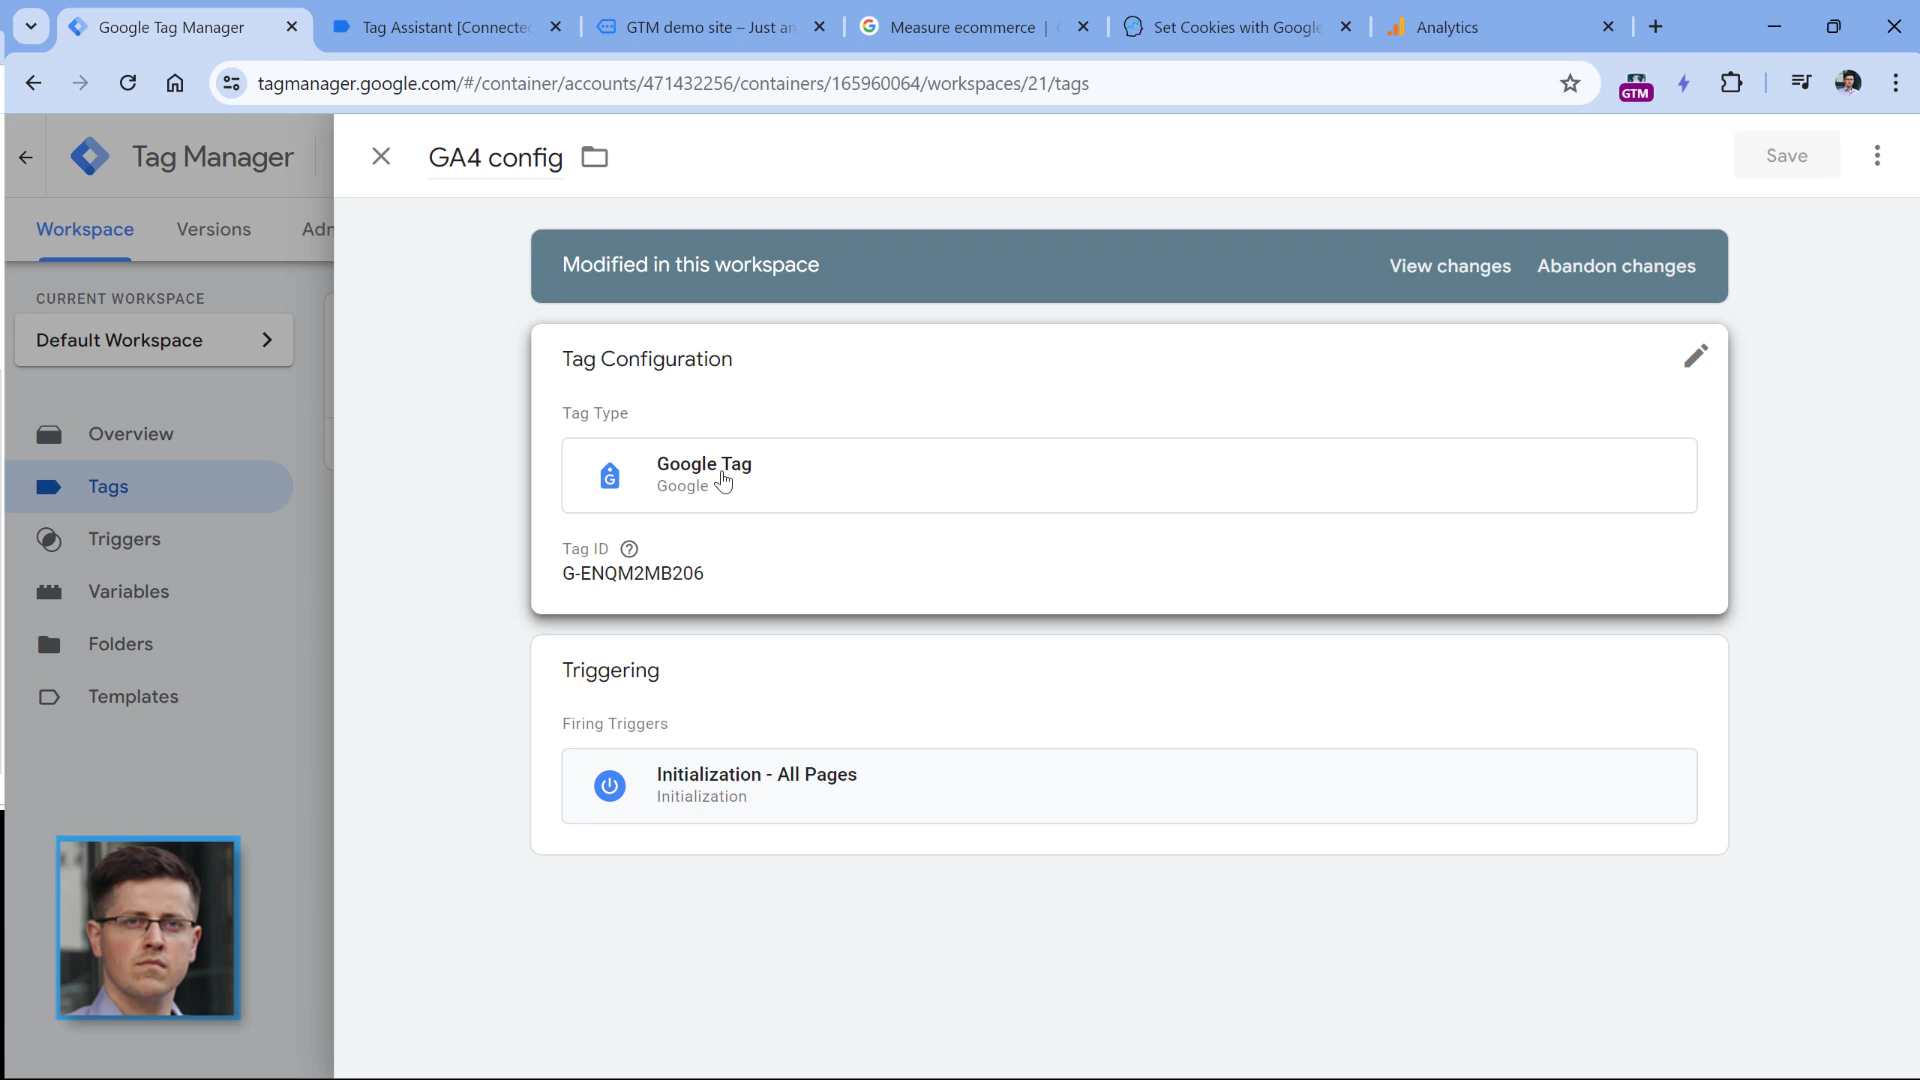 Google Tag Manager
Tag Assistant [Connected
GTM demo site – Just an
Measure ecommerce |
Set Cookies with Google
Analytics
tagmanager.google.com/#/container/accounts/471432256/containers/165960064/workspaces/21/tags
GTM
Tag Manager
GA4 config
Save
Workspace
Versions
Adm
Modified in this workspace
View changes
Abandon changes
CURRENT WORKSPACE
Default Workspace
Overview
Tags
Triggers
Variables
Folders
Templates
Tag Configuration
Tag Type
G
Google Tag
Google
Tag ID
G-ENQM2MB206
Triggering
Firing Triggers
Initialization - All Pages
Initialization